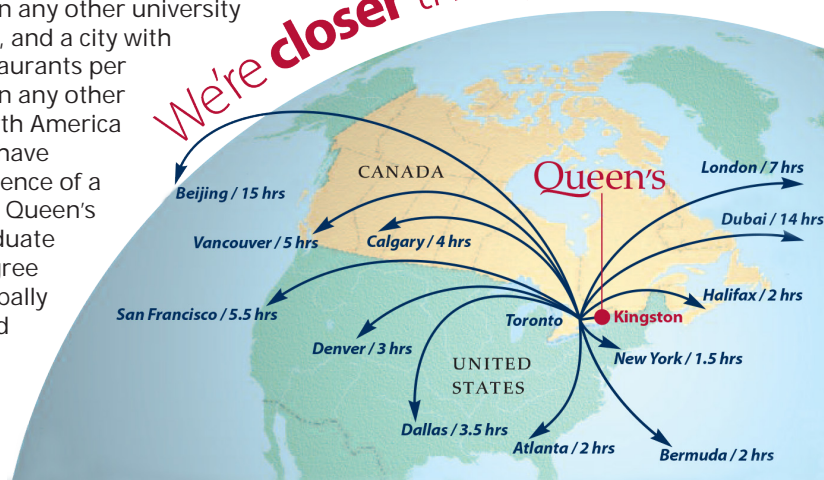 n any other university
, and a city with
aurants per
n any other
th America
have
ence of a
Queen's
duate
gree
bally
d
We're closer
CANADA
Queen's
London / 7 hrs
Beijing / 15 hrs
Dubai / 14 hrs
Vancouver / 5 hrs
Calgary / 4 hrs
Halifax / 2 hrs
San Francisco / 5.5 hrs
Toronto
Kingston
Denver / 3 hrs
New York / 1.5 hrs
UNITED
STATES
Dallas / 3.5 hrs
Atlanta / 2 hrs
Bermuda / 2 hrs